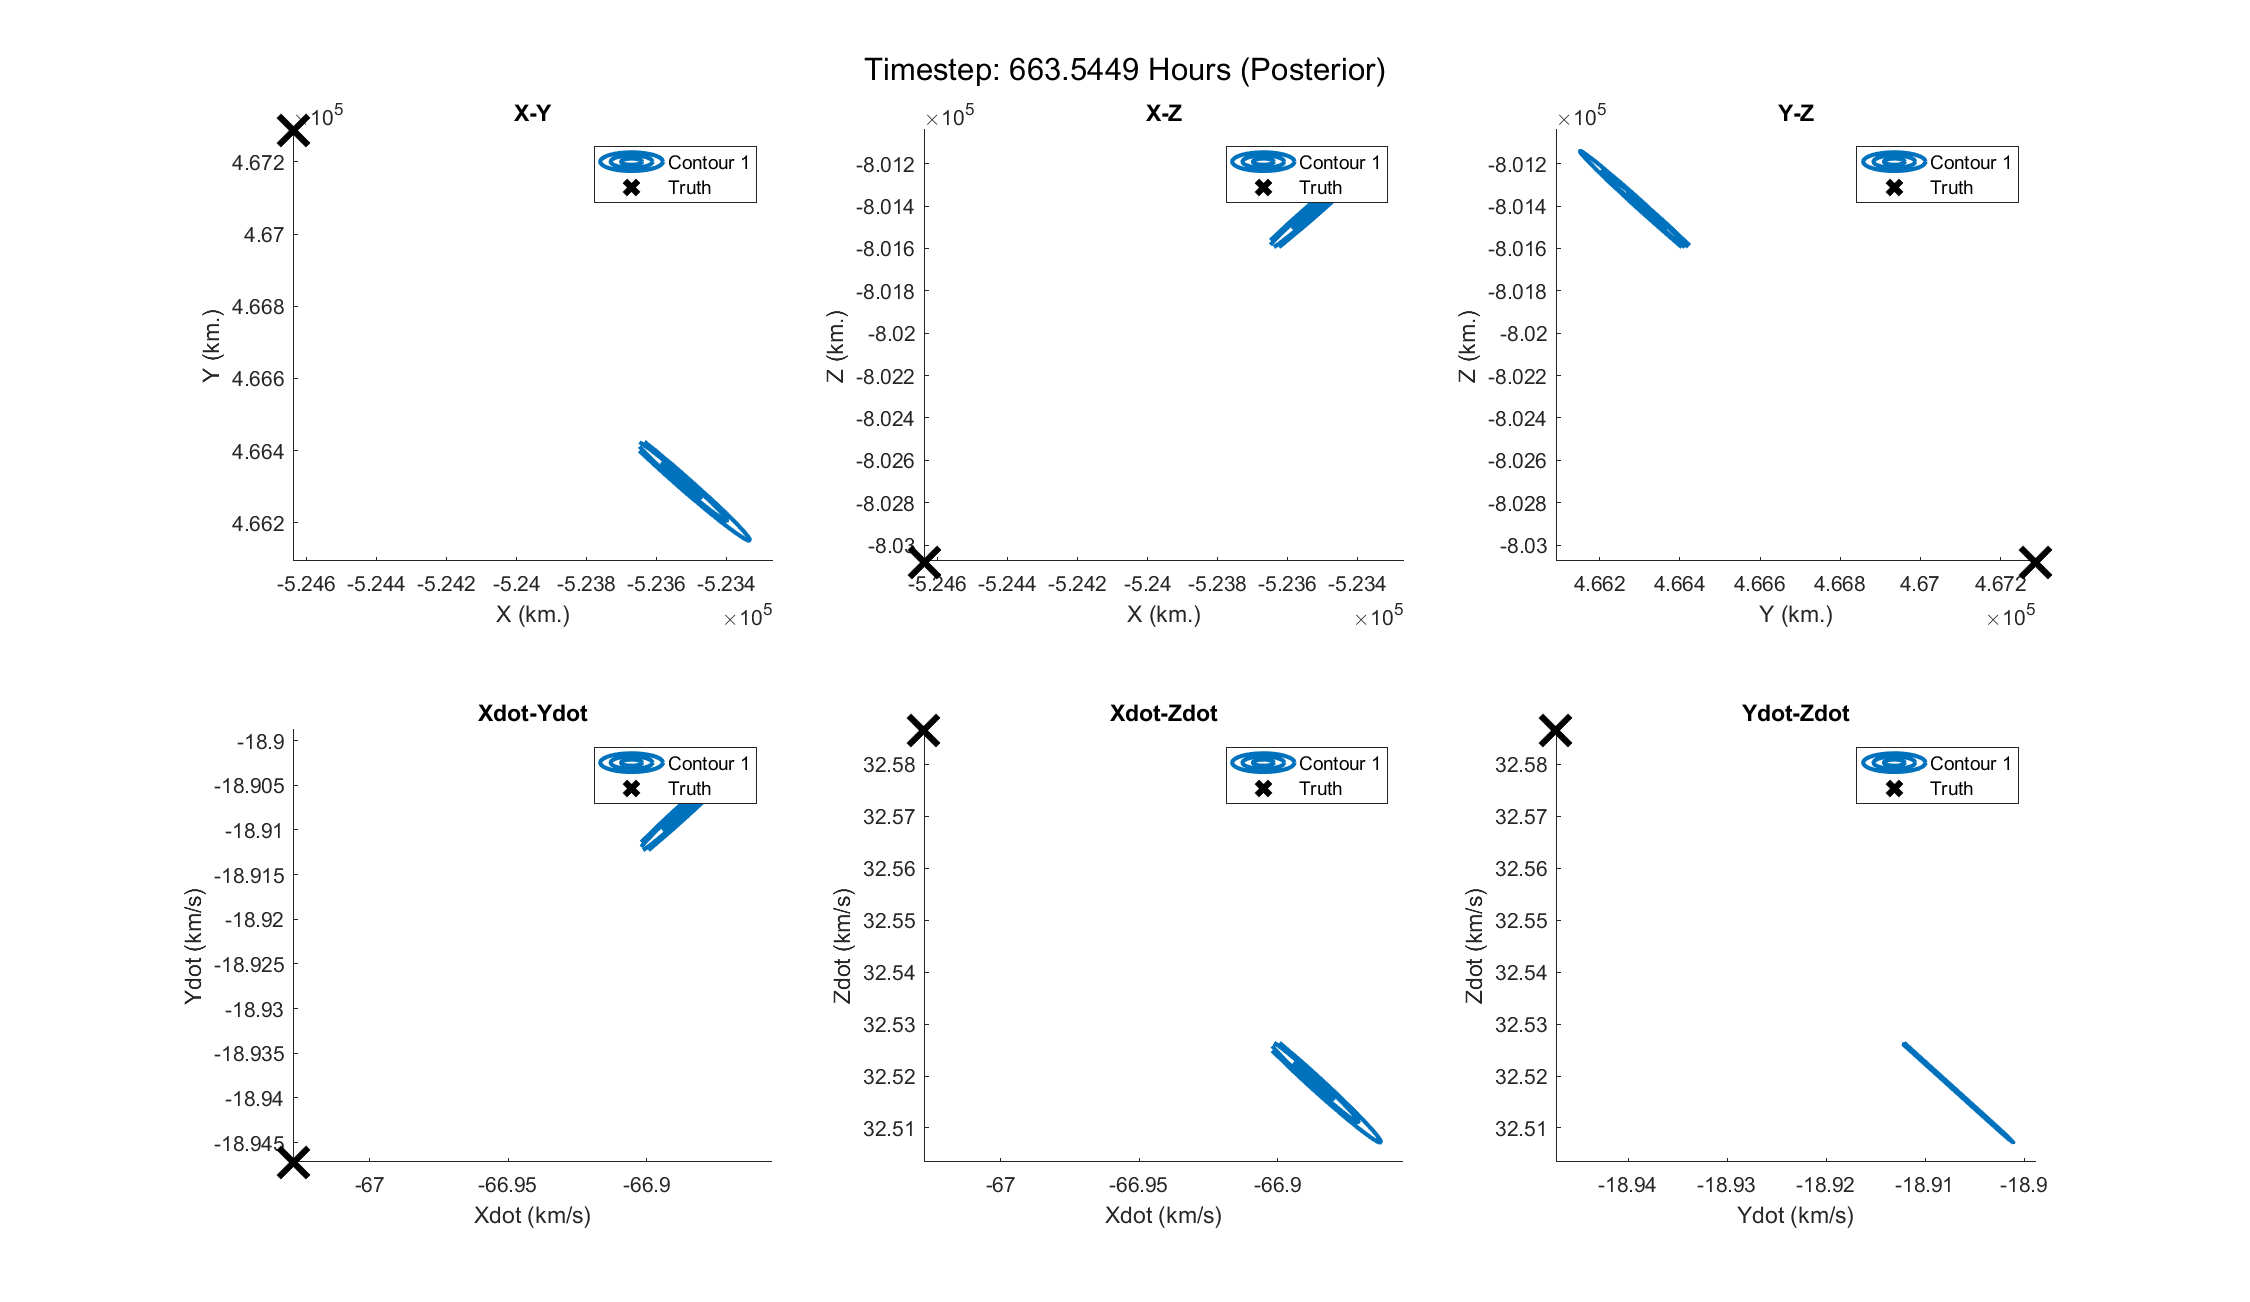 Timestep: 663.5449 Hours (Posterior)
X-Y
×10^5
4.672
4.67
4.668
4.666
4.664
4.662
Y (km.)
-5.246 -5.244 -5.242 -5.24 -5.238 -5.236 -5.234
X (km.)
×10^5
Contour 1
Truth
X-Z
×10^5
-8.012
-8.014
-8.016
-8.018
-8.02
-8.022
-8.024
-8.026
-8.028
-8.03
Z (km.)
-5.246 -5.244 -5.242 -5.24 -5.238 -5.236 -5.234
X (km.)
×10^5
Contour 1
Truth
Y-Z
×10^5
-8.012
-8.014
-8.016
-8.018
-8.02
-8.022
-8.024
-8.026
-8.028
-8.03
Z (km.)
4.662 4.664 4.666 4.668 4.67 4.672
Y (km.)
×10^5
Contour 1
Truth
Xdot-Ydot
-18.9
-18.905
-18.91
-18.915
-18.92
-18.925
-18.93
-18.935
-18.94
-18.945
Ydot (km/s)
-67 -66.95 -66.9
Xdot (km/s)
Contour 1
Truth
Xdot-Zdot
32.58
32.57
32.56
32.55
32.54
32.53
32.52
32.51
Zdot (km/s)
-67 -66.95 -66.9
Xdot (km/s)
Contour 1
Truth
Ydot-Zdot
32.58
32.57
32.56
32.55
32.54
32.53
32.52
32.51
Zdot (km/s)
-18.94 -18.93 -18.92 -18.91 -18.9
Ydot (km/s)
Contour 1
Truth